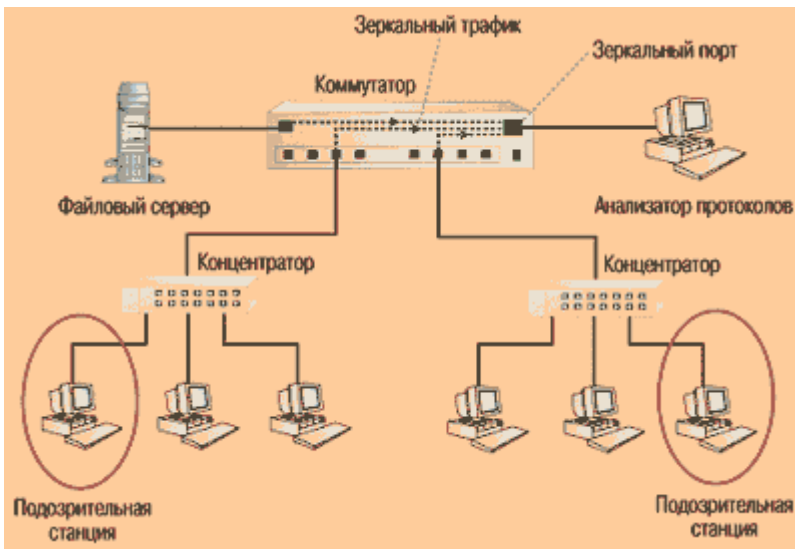 Зеркальный трафик
Зеркальный порт
Коммутатор
Файловый сервер
Анализатор протоколов
Концентратор
Концентратор
Подозрительная
станция
Подозрительная
станция